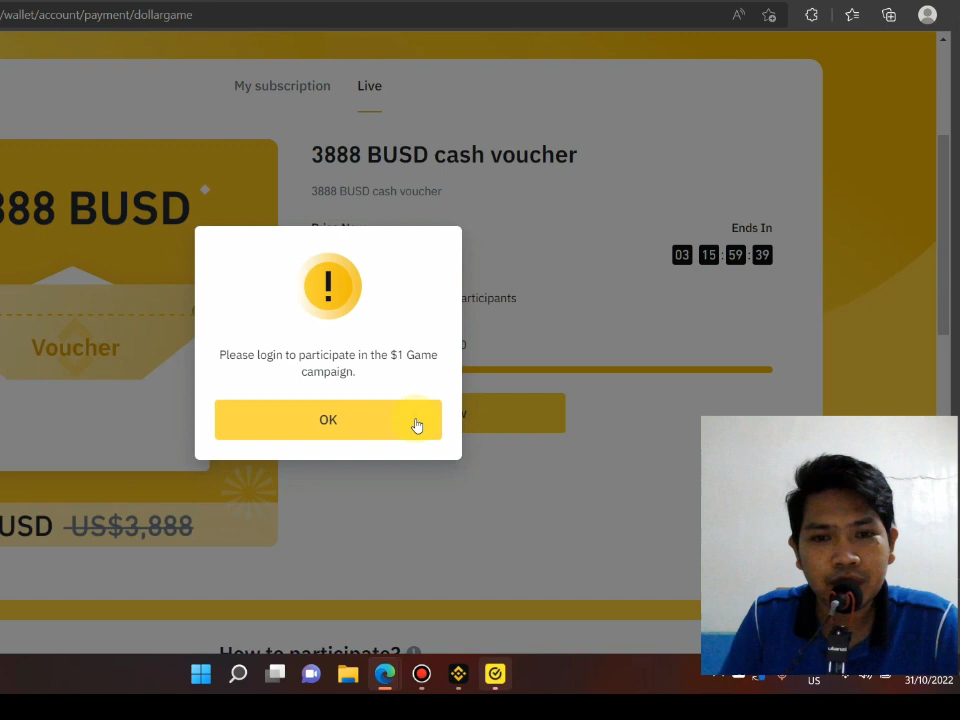 /wallet/account/payment/dollargame
My subscription
Live
3888 BUSD cash voucher
88 BUSD
3888 BUSD cash voucher
Ends In
03 15 : 59 : 39
articipants
Voucher
Please login to participate in the $1 Game
campaign.
OK
USD US$3,888
How to participate?
US
31/10/2022